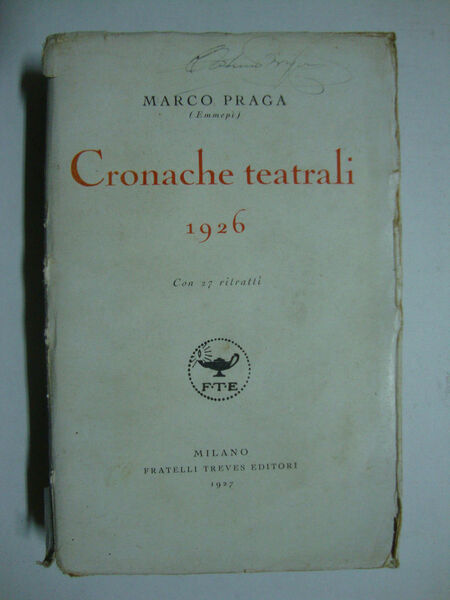 MARCO PRAGA
(Emmepì)
Cronache teatrali
1926
Con 27 ritratti
F·T·E
MILANO
FRATELLI TREVES EDITORI
1927